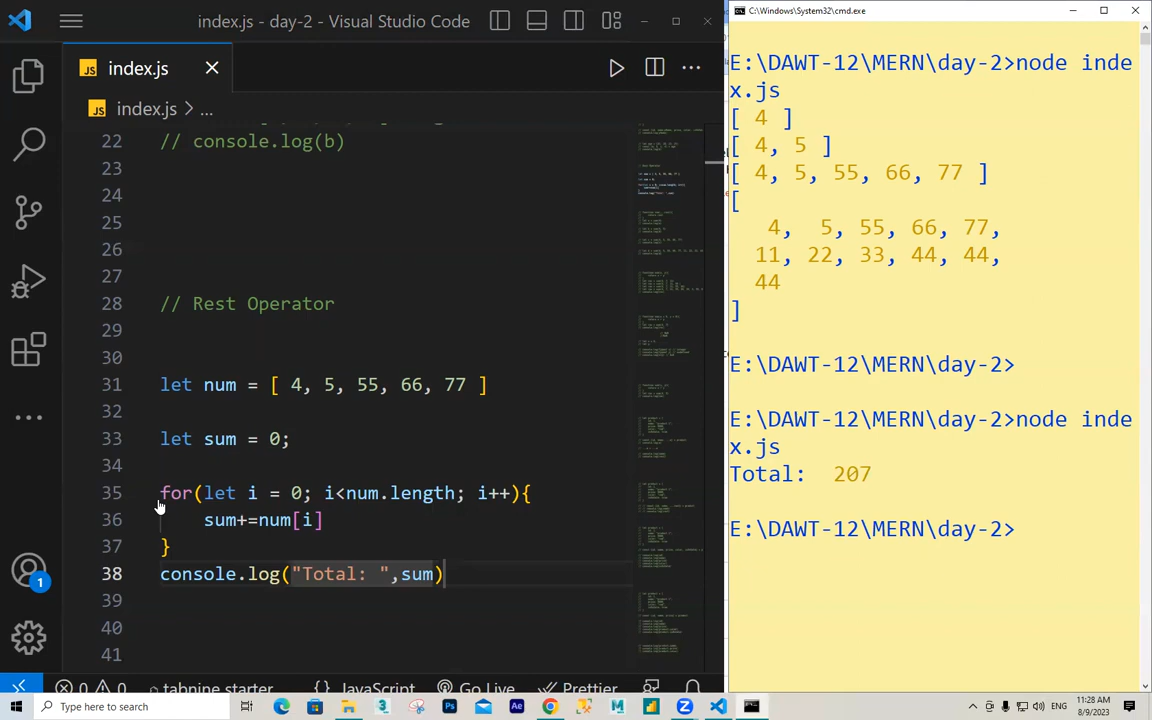 index.js - day-2 - Visual Studio Code
index.js
index.js > ...
22 // console.log(b)
23
24
25
26
27
28 // Rest Operator
29
30
31 let num = [ 4, 5, 55, 66, 77 ]
32
33 let sum = 0;
34
35 for(let i = 0; i<num.length; i++){
36 sum+=num[i]
37 }
38 console.log("Total: ",sum)
39
40
41
1
0 0 tabnine starter {} JavaScript Go Live Prettier
C:\Windows\System32\cmd.exe
E:\DAWT-12\MERN\day-2>node inde
x.js
[ 4 ]
[ 4, 5 ]
[ 4, 5, 55, 66, 77 ]
[
4, 5, 55, 66, 77,
11, 22, 33, 44, 44,
44
]
E:\DAWT-12\MERN\day-2>
E:\DAWT-12\MERN\day-2>node inde
x.js
Total: 207
E:\DAWT-12\MERN\day-2>
Type here to search
ENG
11:28 AM
8/9/2023